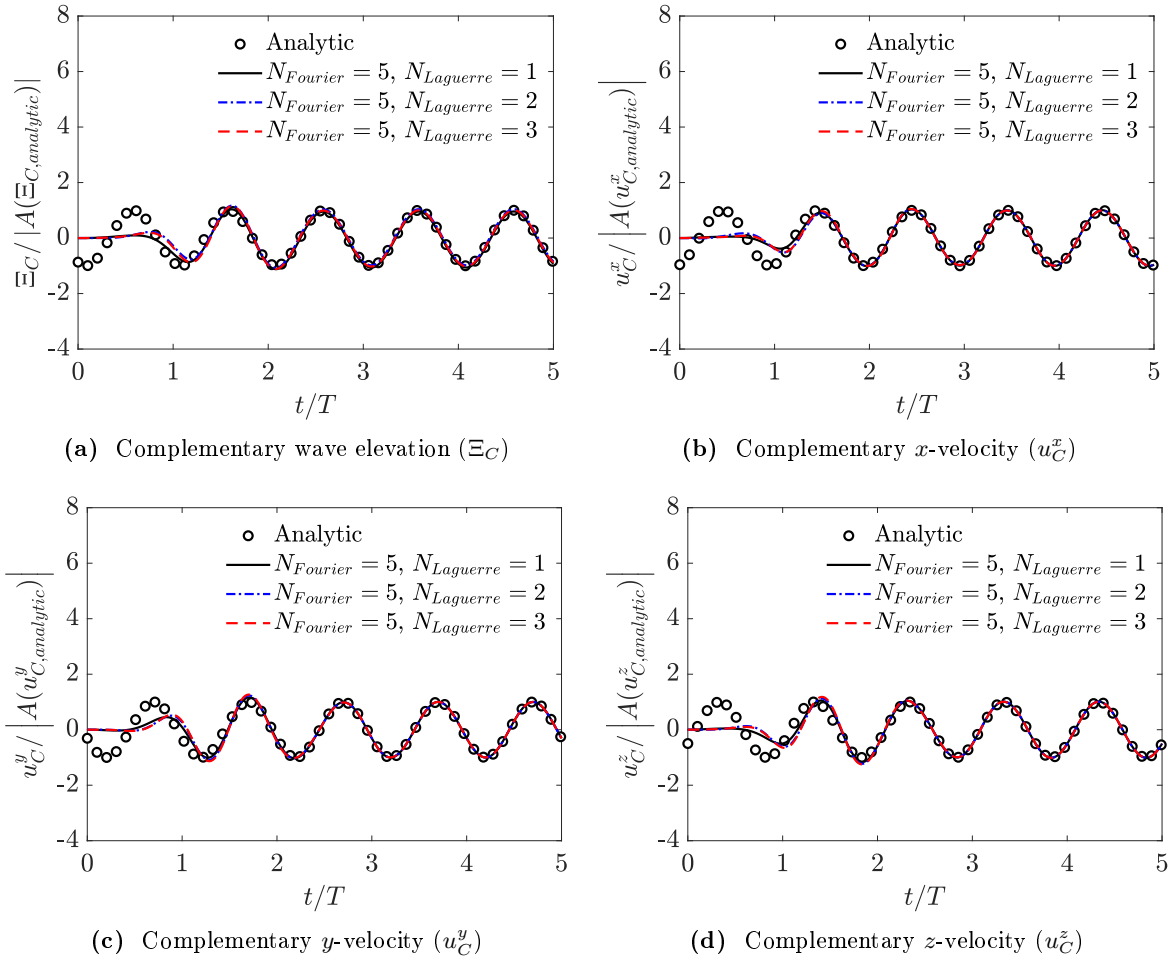 8
6
4
2
0
-2
-4
Ξ_C / |A(Ξ_{C,analytic})|
Analytic
N_{Fourier} = 5, N_{Laguerre} = 1
N_{Fourier} = 5, N_{Laguerre} = 2
N_{Fourier} = 5, N_{Laguerre} = 3
0 1 2 3 4 5
t/T
(a) Complementary wave elevation (Ξ_C)
8
6
4
2
0
-2
-4
u_C^x / |A(u_{C,analytic}^x)|
Analytic
N_{Fourier} = 5, N_{Laguerre} = 1
N_{Fourier} = 5, N_{Laguerre} = 2
N_{Fourier} = 5, N_{Laguerre} = 3
0 1 2 3 4 5
t/T
(b) Complementary x-velocity (u_C^x)
8
6
4
2
0
-2
-4
u_C^y / |A(u_{C,analytic}^y)|
Analytic
N_{Fourier} = 5, N_{Laguerre} = 1
N_{Fourier} = 5, N_{Laguerre} = 2
N_{Fourier} = 5, N_{Laguerre} = 3
0 1 2 3 4 5
t/T
(c) Complementary y-velocity (u_C^y)
8
6
4
2
0
-2
-4
u_C^z / |A(u_{C,analytic}^z)|
Analytic
N_{Fourier} = 5, N_{Laguerre} = 1
N_{Fourier} = 5, N_{Laguerre} = 2
N_{Fourier} = 5, N_{Laguerre} = 3
0 1 2 3 4 5
t/T
(d) Complementary z-velocity (u_C^z)